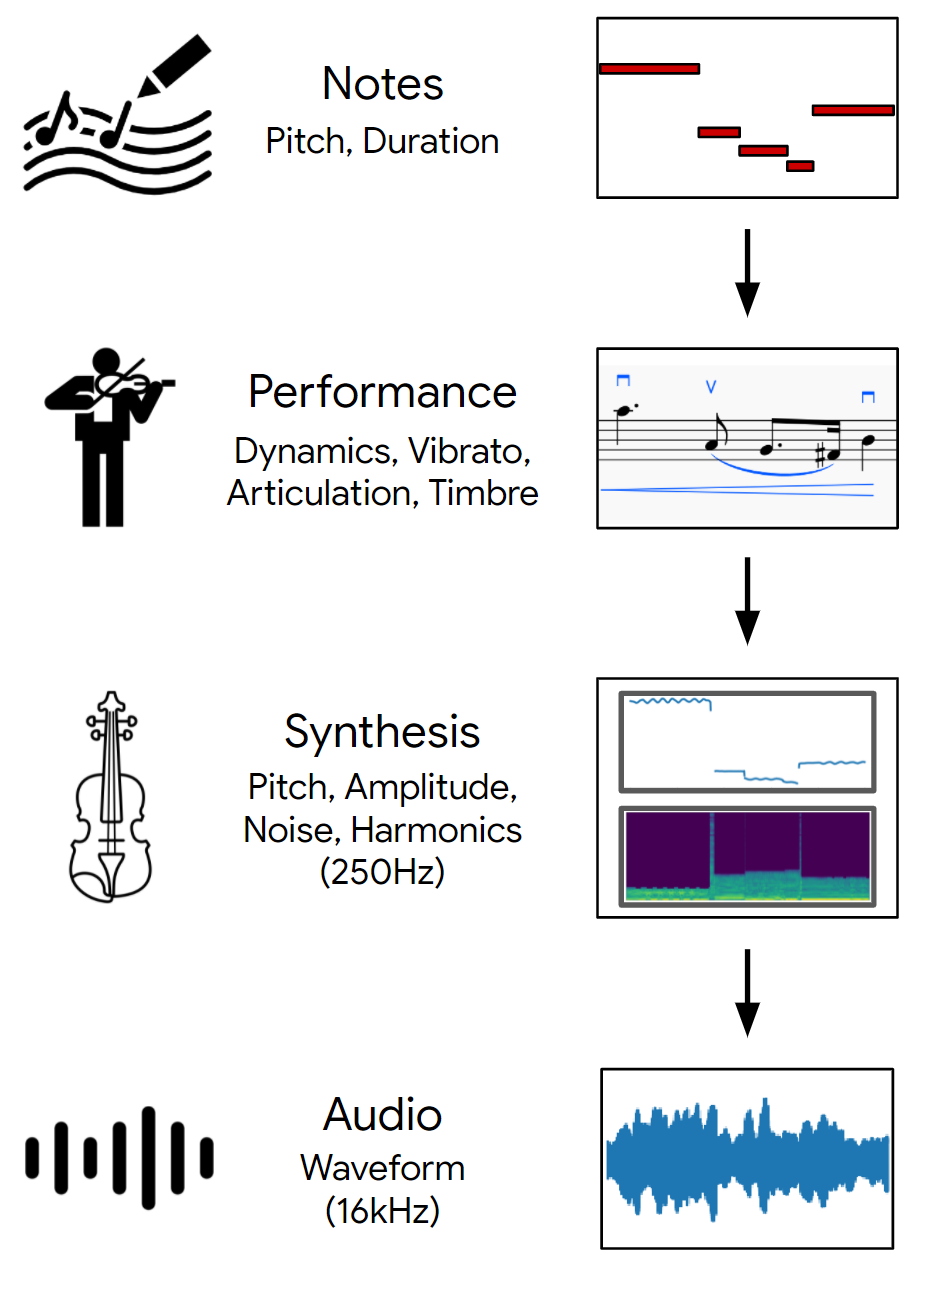 Notes
Pitch, Duration
Performance
Dynamics, Vibrato,
Articulation, Timbre
Synthesis
Pitch, Amplitude,
Noise, Harmonics
(250Hz)
Audio
Waveform
(16kHz)